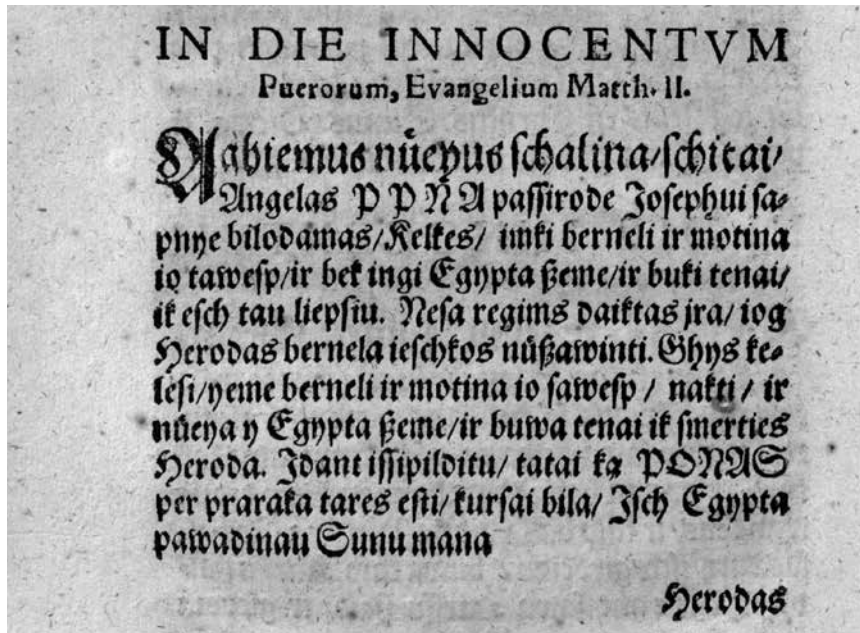 IN DIE INNOCENTVM
Puerorum, Evangelium Matth. II.
Aabiemus nůeyus schalina/schitai/
Angelas P P N A passirode Josephui sa-
pnye bilodamas/Kelkes/ imki berneli ir motina
io tawesp/ir bek ingi Egypta ßeme/ir buki tenai/
ik esch tau liepsiu. Nesa regims daiktas jra/ iog
Herodas bernela ieschkos nůßawinti. Ghys ke-
lesi/yeme berneli ir motina io sawesp / nakti / ir
nůeya y Egypta ßeme/ir buwa tenai ik smerties
Heroda. Idant issipilditu/ tatai ka PONAS
per praraka tares esti/ kursai bila/ Isch Egypta
pawadinau Sunu mana
Herodas